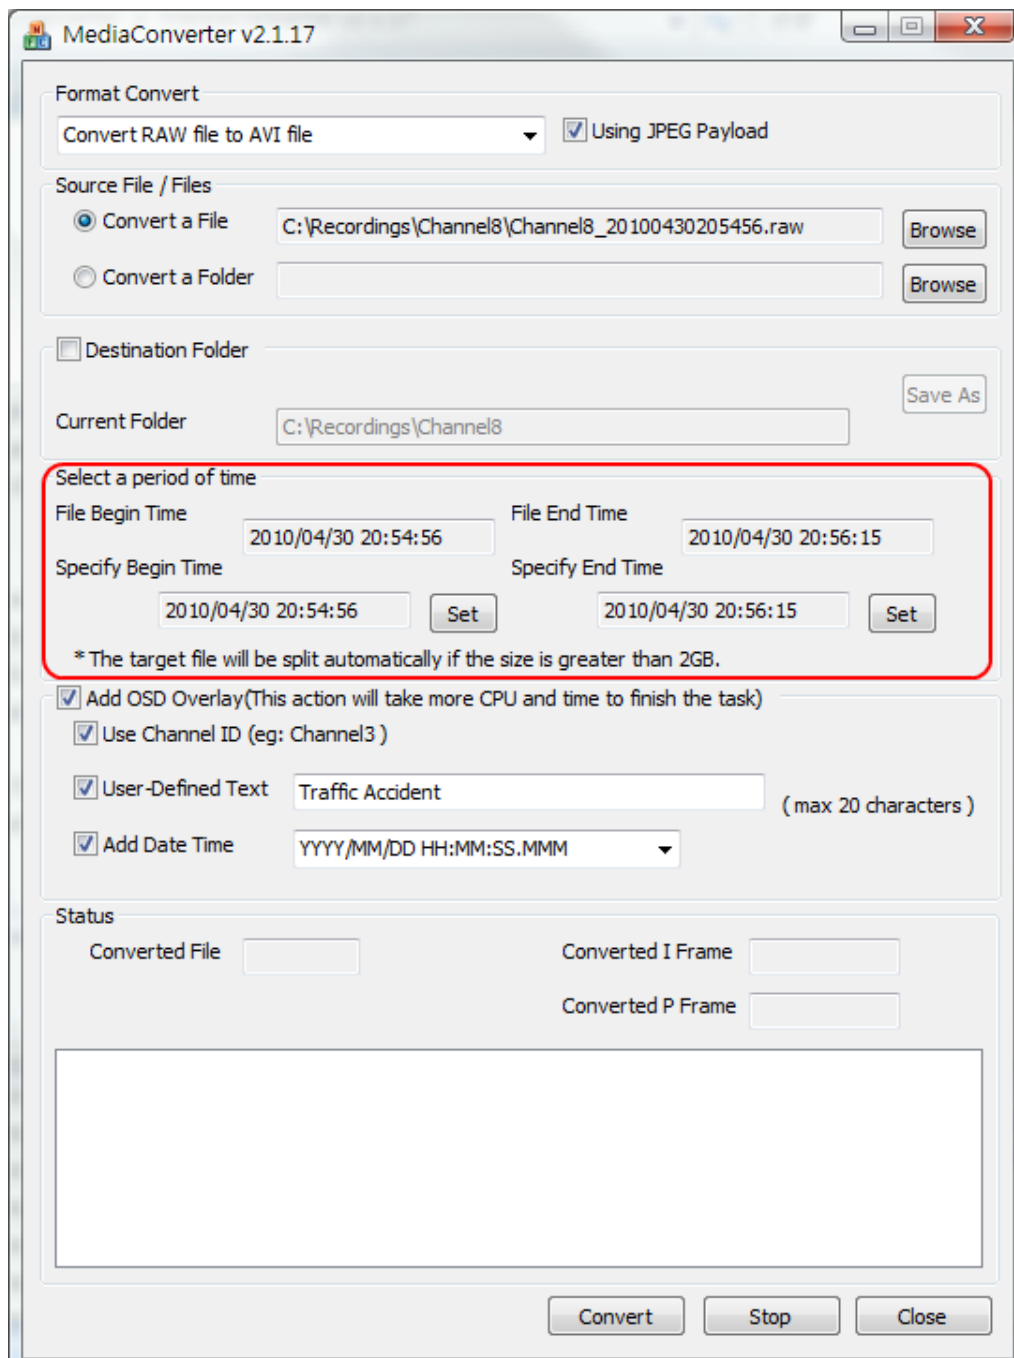 MediaConverter v2.1.17
Format Convert
Convert RAW file to AVI file
Using JPEG Payload
Source File / Files
Convert a File
C:\Recordings\Channel8\Channel8_20100430205456.raw
Browse
Convert a Folder
Browse
Destination Folder
Save As
Current Folder
C:\Recordings\Channel8
Select a period of time
File Begin Time
2010/04/30 20:54:56
File End Time
2010/04/30 20:56:15
Specify Begin Time
2010/04/30 20:54:56
Set
Specify End Time
2010/04/30 20:56:15
Set
* The target file will be split automatically if the size is greater than 2GB.
Add OSD Overlay(This action will take more CPU and time to finish the task)
Use Channel ID (eg: Channel3 )
User-Defined Text
Traffic Accident
( max 20 characters )
Add Date Time
YYYY/MM/DD HH:MM:SS.MMM
Status
Converted File
Converted I Frame
Converted P Frame
Convert
Stop
Close